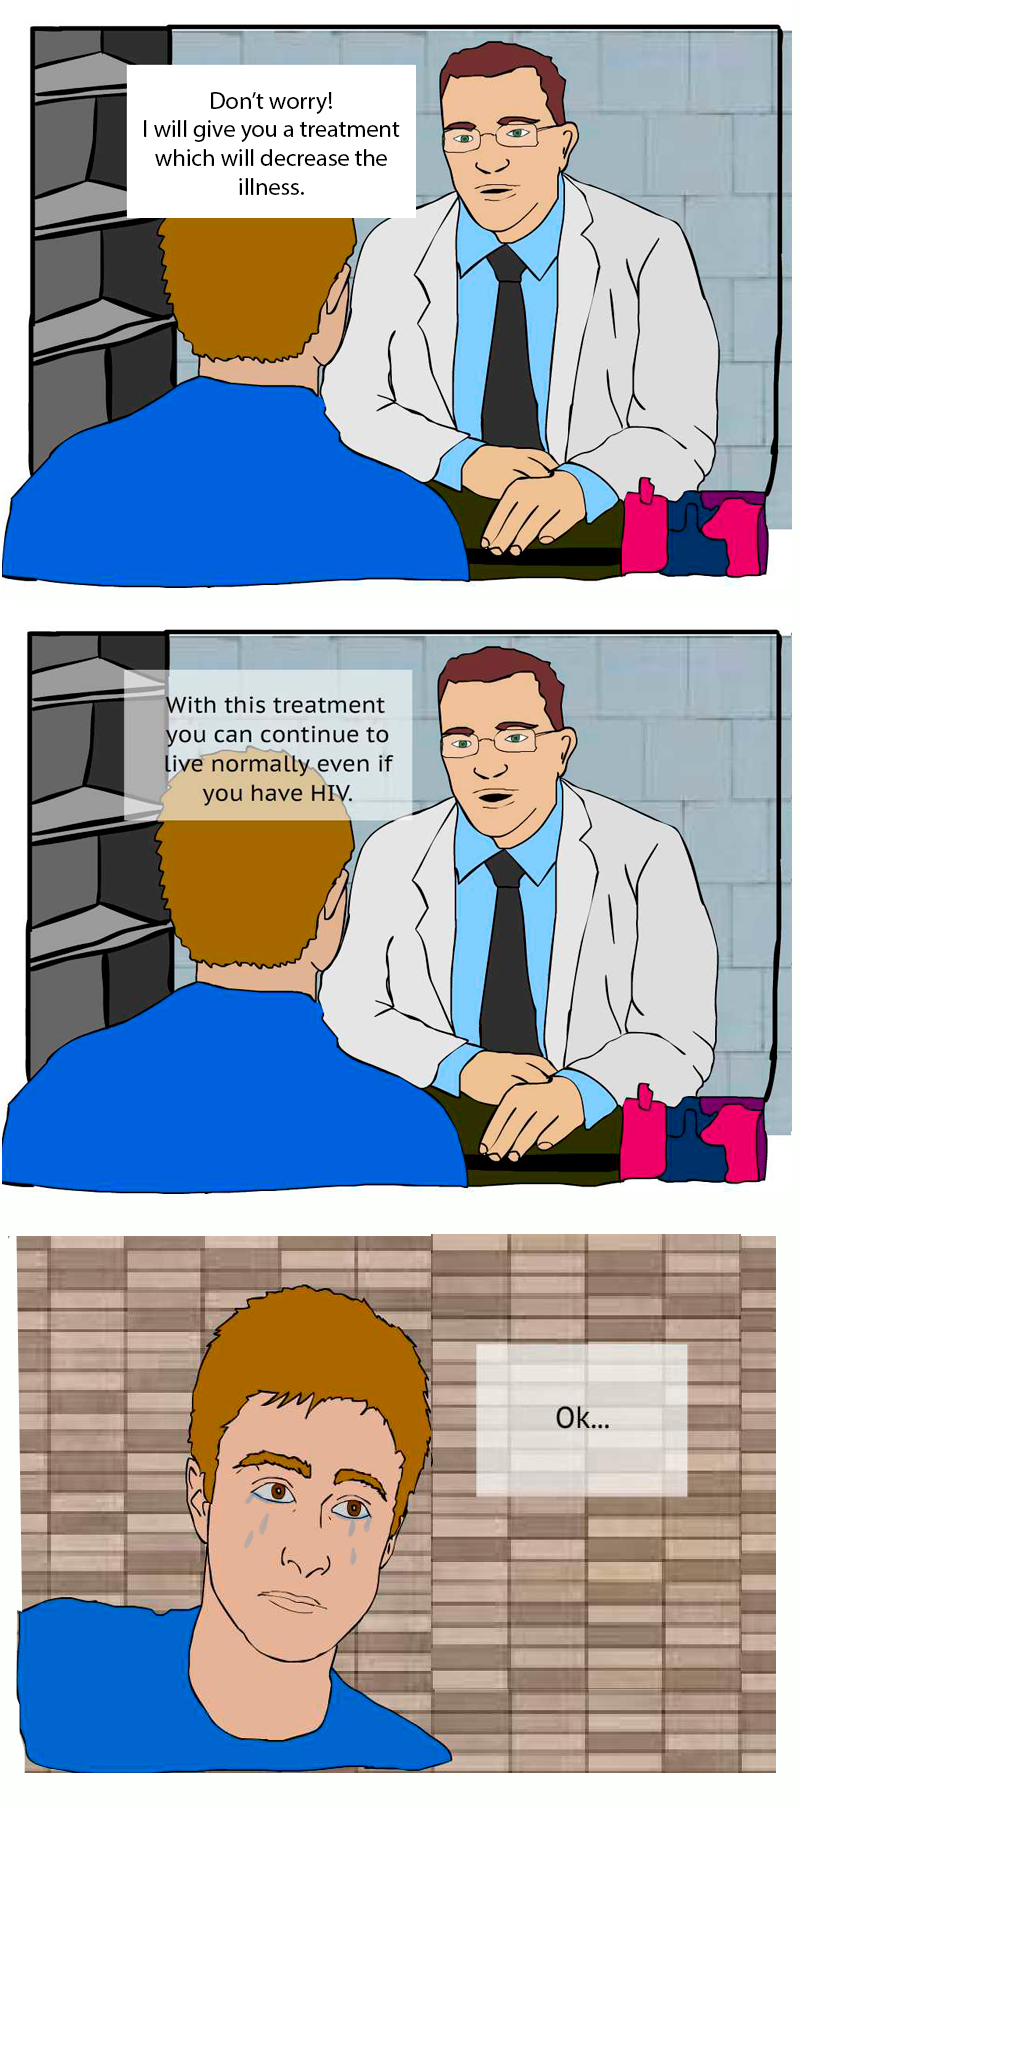 Don't worry!
I will give you a treatment
which will decrease the
illness.
With this treatment
you can continue to
live normally even if
you have HIV.
Ok...